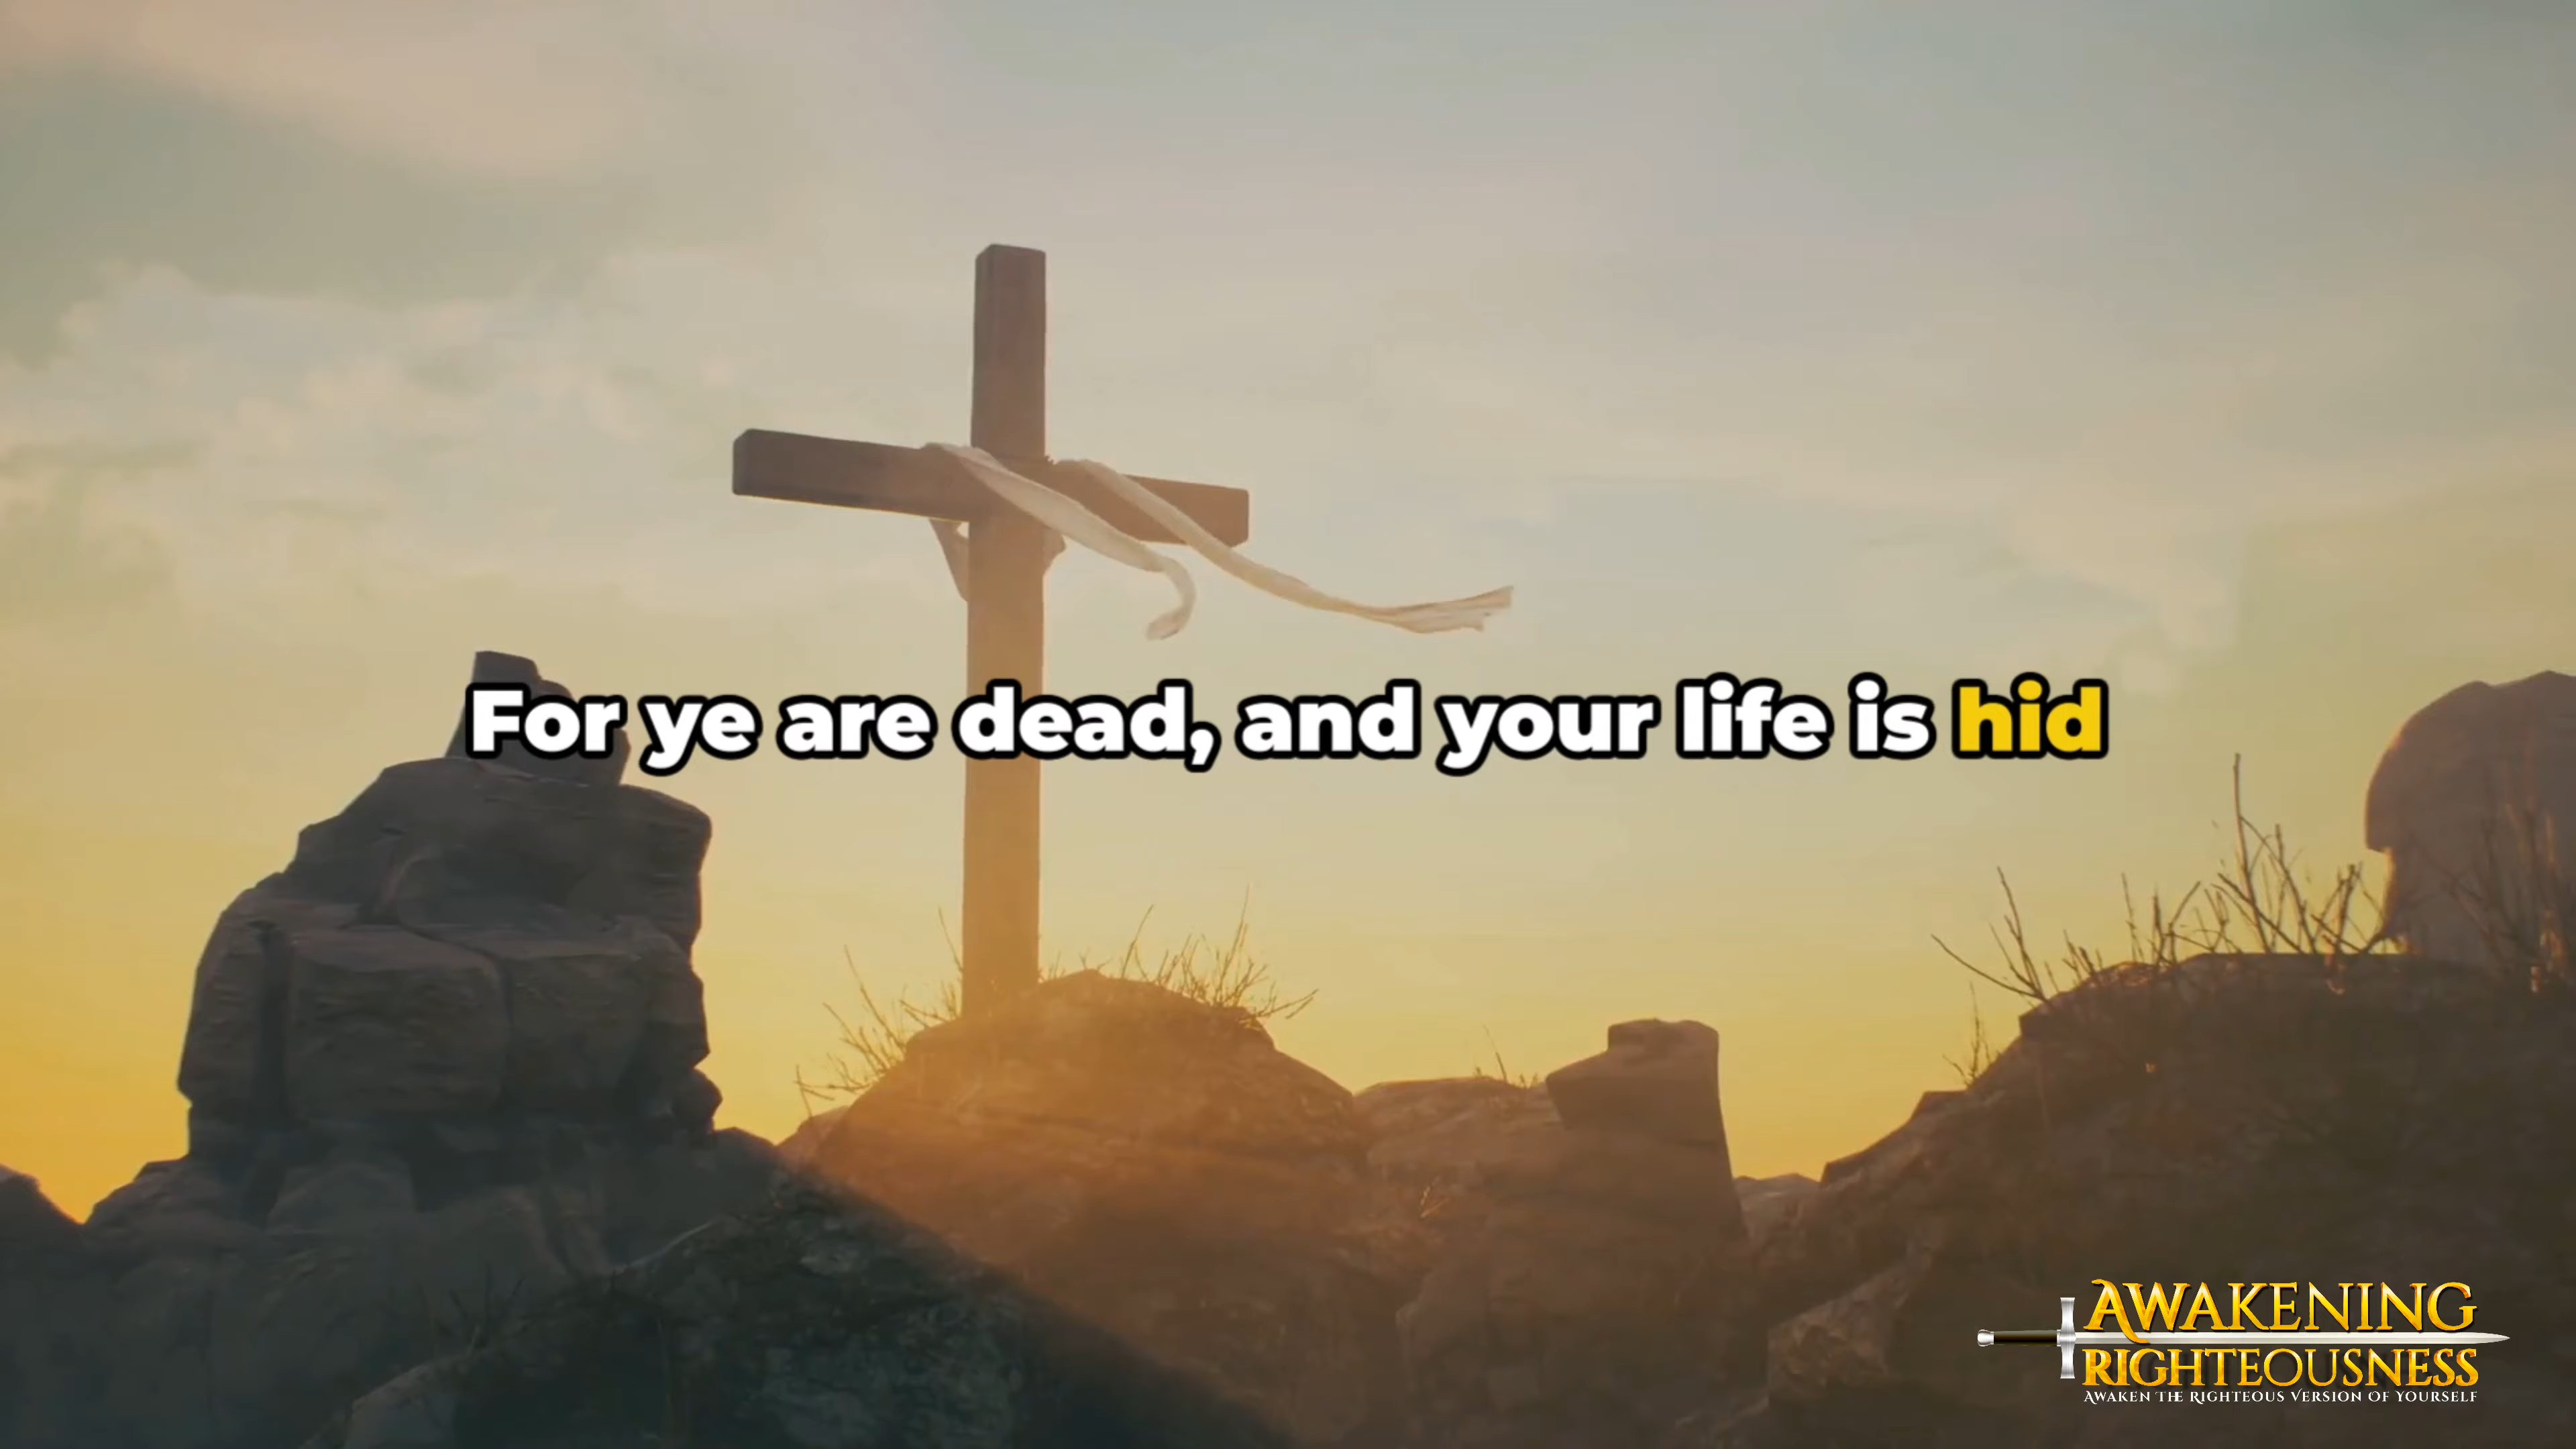 For ye are dead, and your life is hid
AWAKENING
RIGHTEOUSNESS
AWAKEN THE RIGHTEOUS VERSION OF YOURSELF